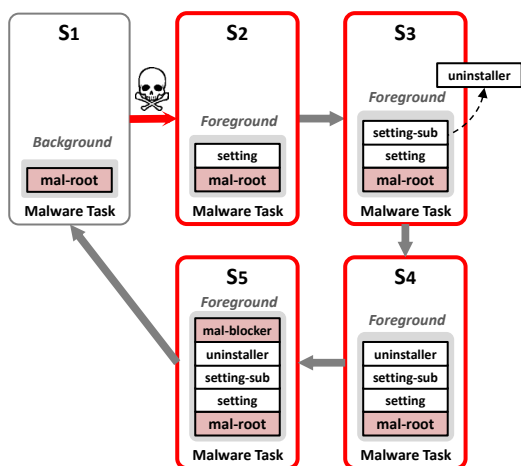 S1
Background
mal-root
Malware Task
S2
Foreground
setting
mal-root
Malware Task
S3
uninstaller
Foreground
setting-sub
setting
mal-root
Malware Task
S5
Foreground
mal-blocker
uninstaller
setting-sub
setting
mal-root
Malware Task
S4
Foreground
uninstaller
setting-sub
setting
mal-root
Malware Task